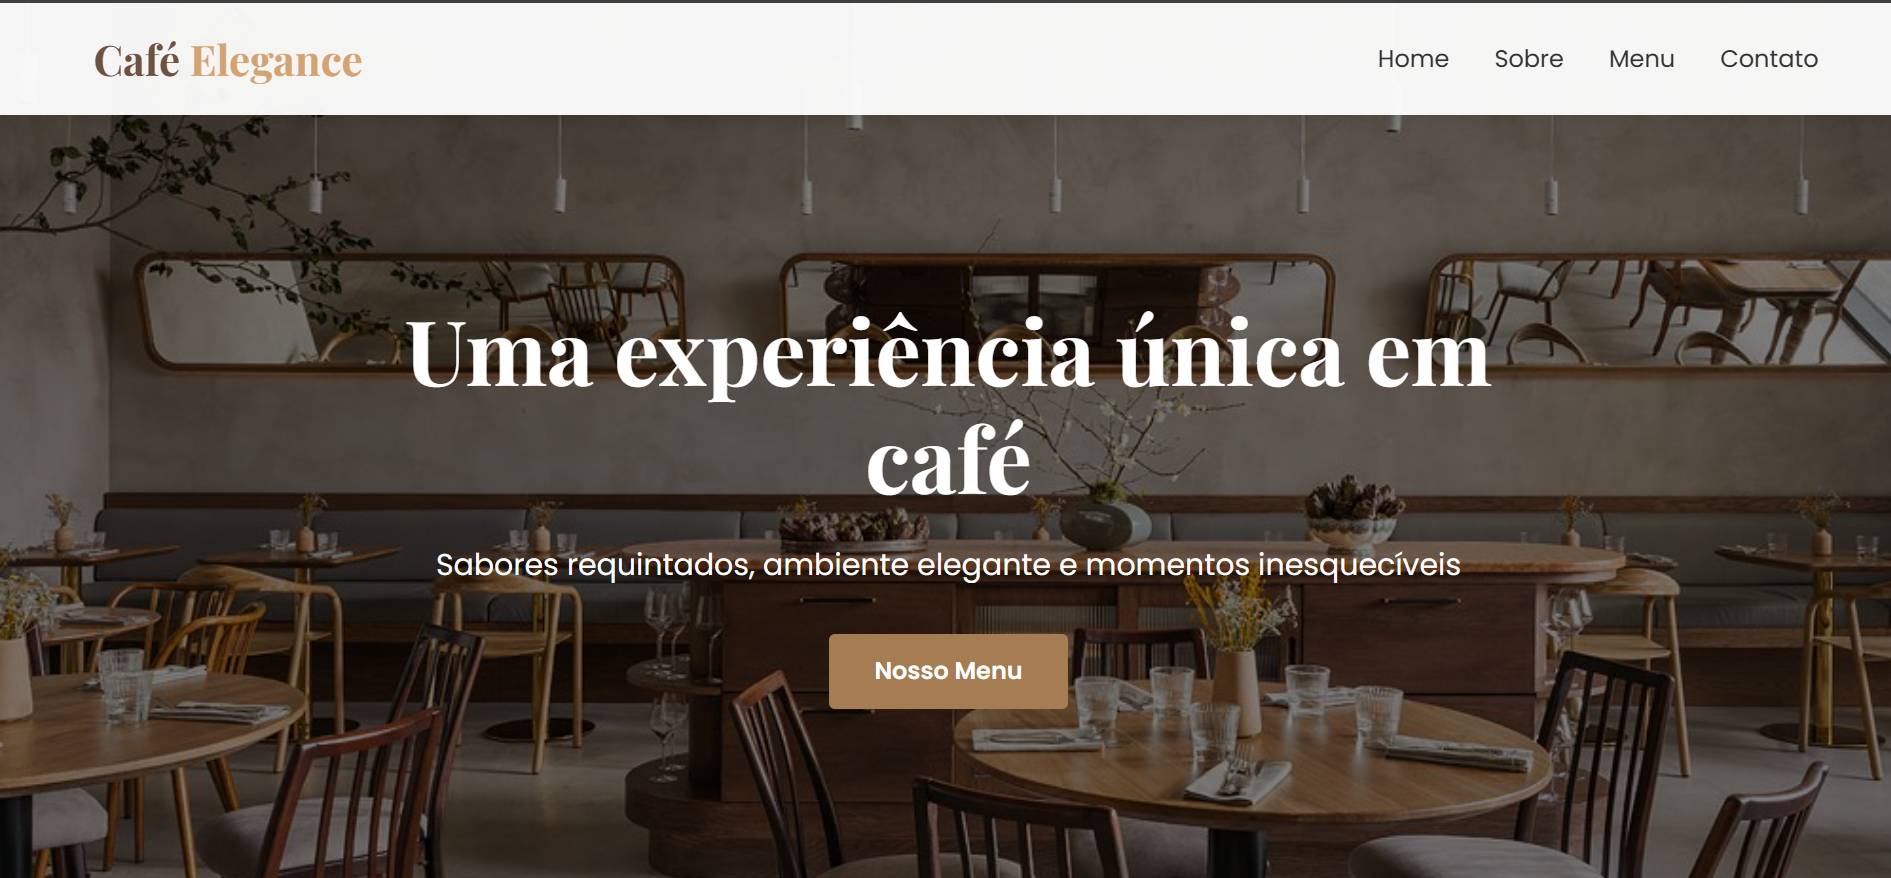 Café Elegance
Home Sobre Menu Contato
Uma experiência única em
café
Sabores requintados, ambiente elegante e momentos inesquecíveis
Nosso Menu